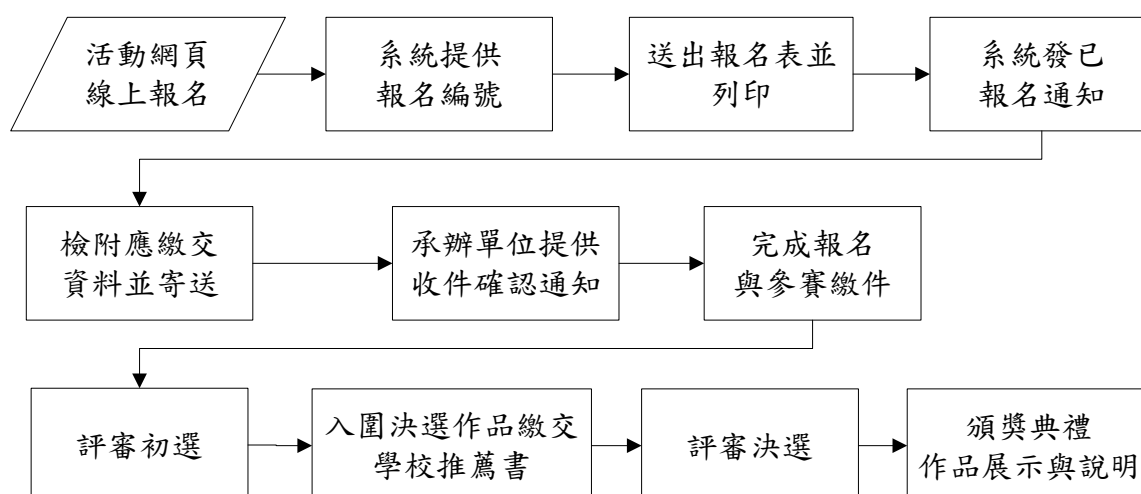 活動網頁
線上報名
系統提供
報名編號
送出報名表並
列印
系統發已
報名通知
檢附應繳交
資料並寄送
承辦單位提供
收件確認通知
完成報名
與參賽繳件
評審初選
入圍決選作品繳交
學校推薦書
評審決選
頒獎典禮
作品展示與說明